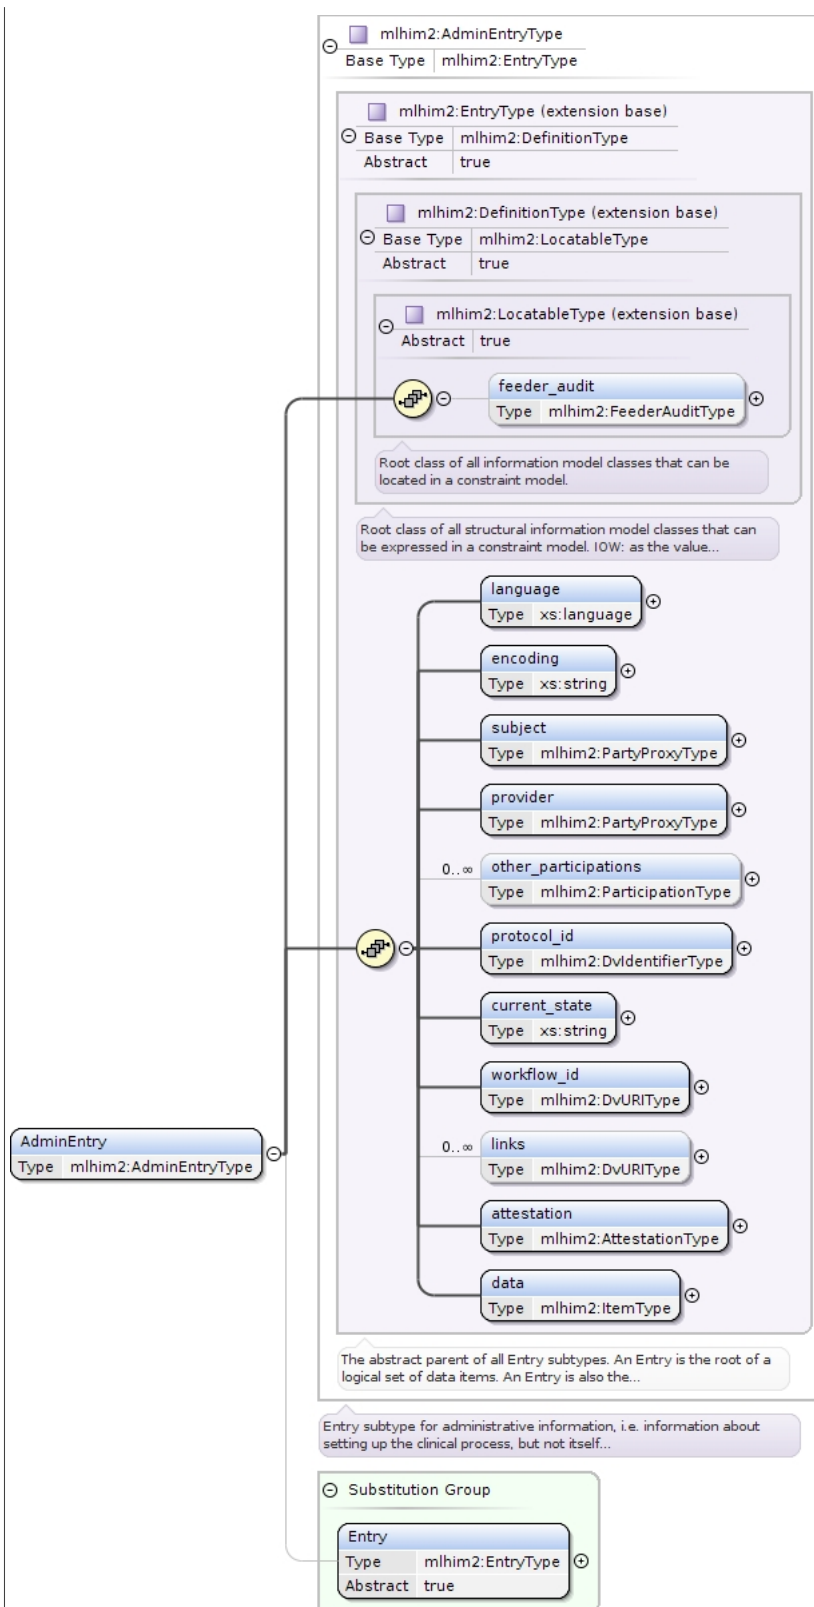 mlhim2:AdminEntryType
Base Type mlhim2:EntryType
mlhim2:EntryType (extension base)
Base Type mlhim2:DefinitionType
Abstract true
mlhim2:DefinitionType (extension base)
Base Type mlhim2:LocatableType
Abstract true
mlhim2:LocatableType (extension base)
Abstract true
feeder_audit
Type mlhim2:FeederAuditType
Root class of all information model classes that can be
located in a constraint model.
Root class of all structural information model classes that can
be expressed in a constraint model. IOW: as the value...
language
Type xs:language
encoding
Type xs:string
subject
Type mlhim2:PartyProxyType
provider
Type mlhim2:PartyProxyType
0..∞ other_participations
Type mlhim2:ParticipationType
protocol_id
Type mlhim2:DvIdentifierType
current_state
Type xs:string
workflow_id
Type mlhim2:DvURIType
0..∞ links
Type mlhim2:DvURIType
attestation
Type mlhim2:AttestationType
data
Type mlhim2:ItemType
AdminEntry
Type mlhim2:AdminEntryType
The abstract parent of all Entry subtypes. An Entry is the root of a
logical set of data items. An Entry is also the...
Entry subtype for administrative information, i.e. information about
setting up the clinical process, but not itself...
Substitution Group
Entry
Type mlhim2:EntryType
Abstract true